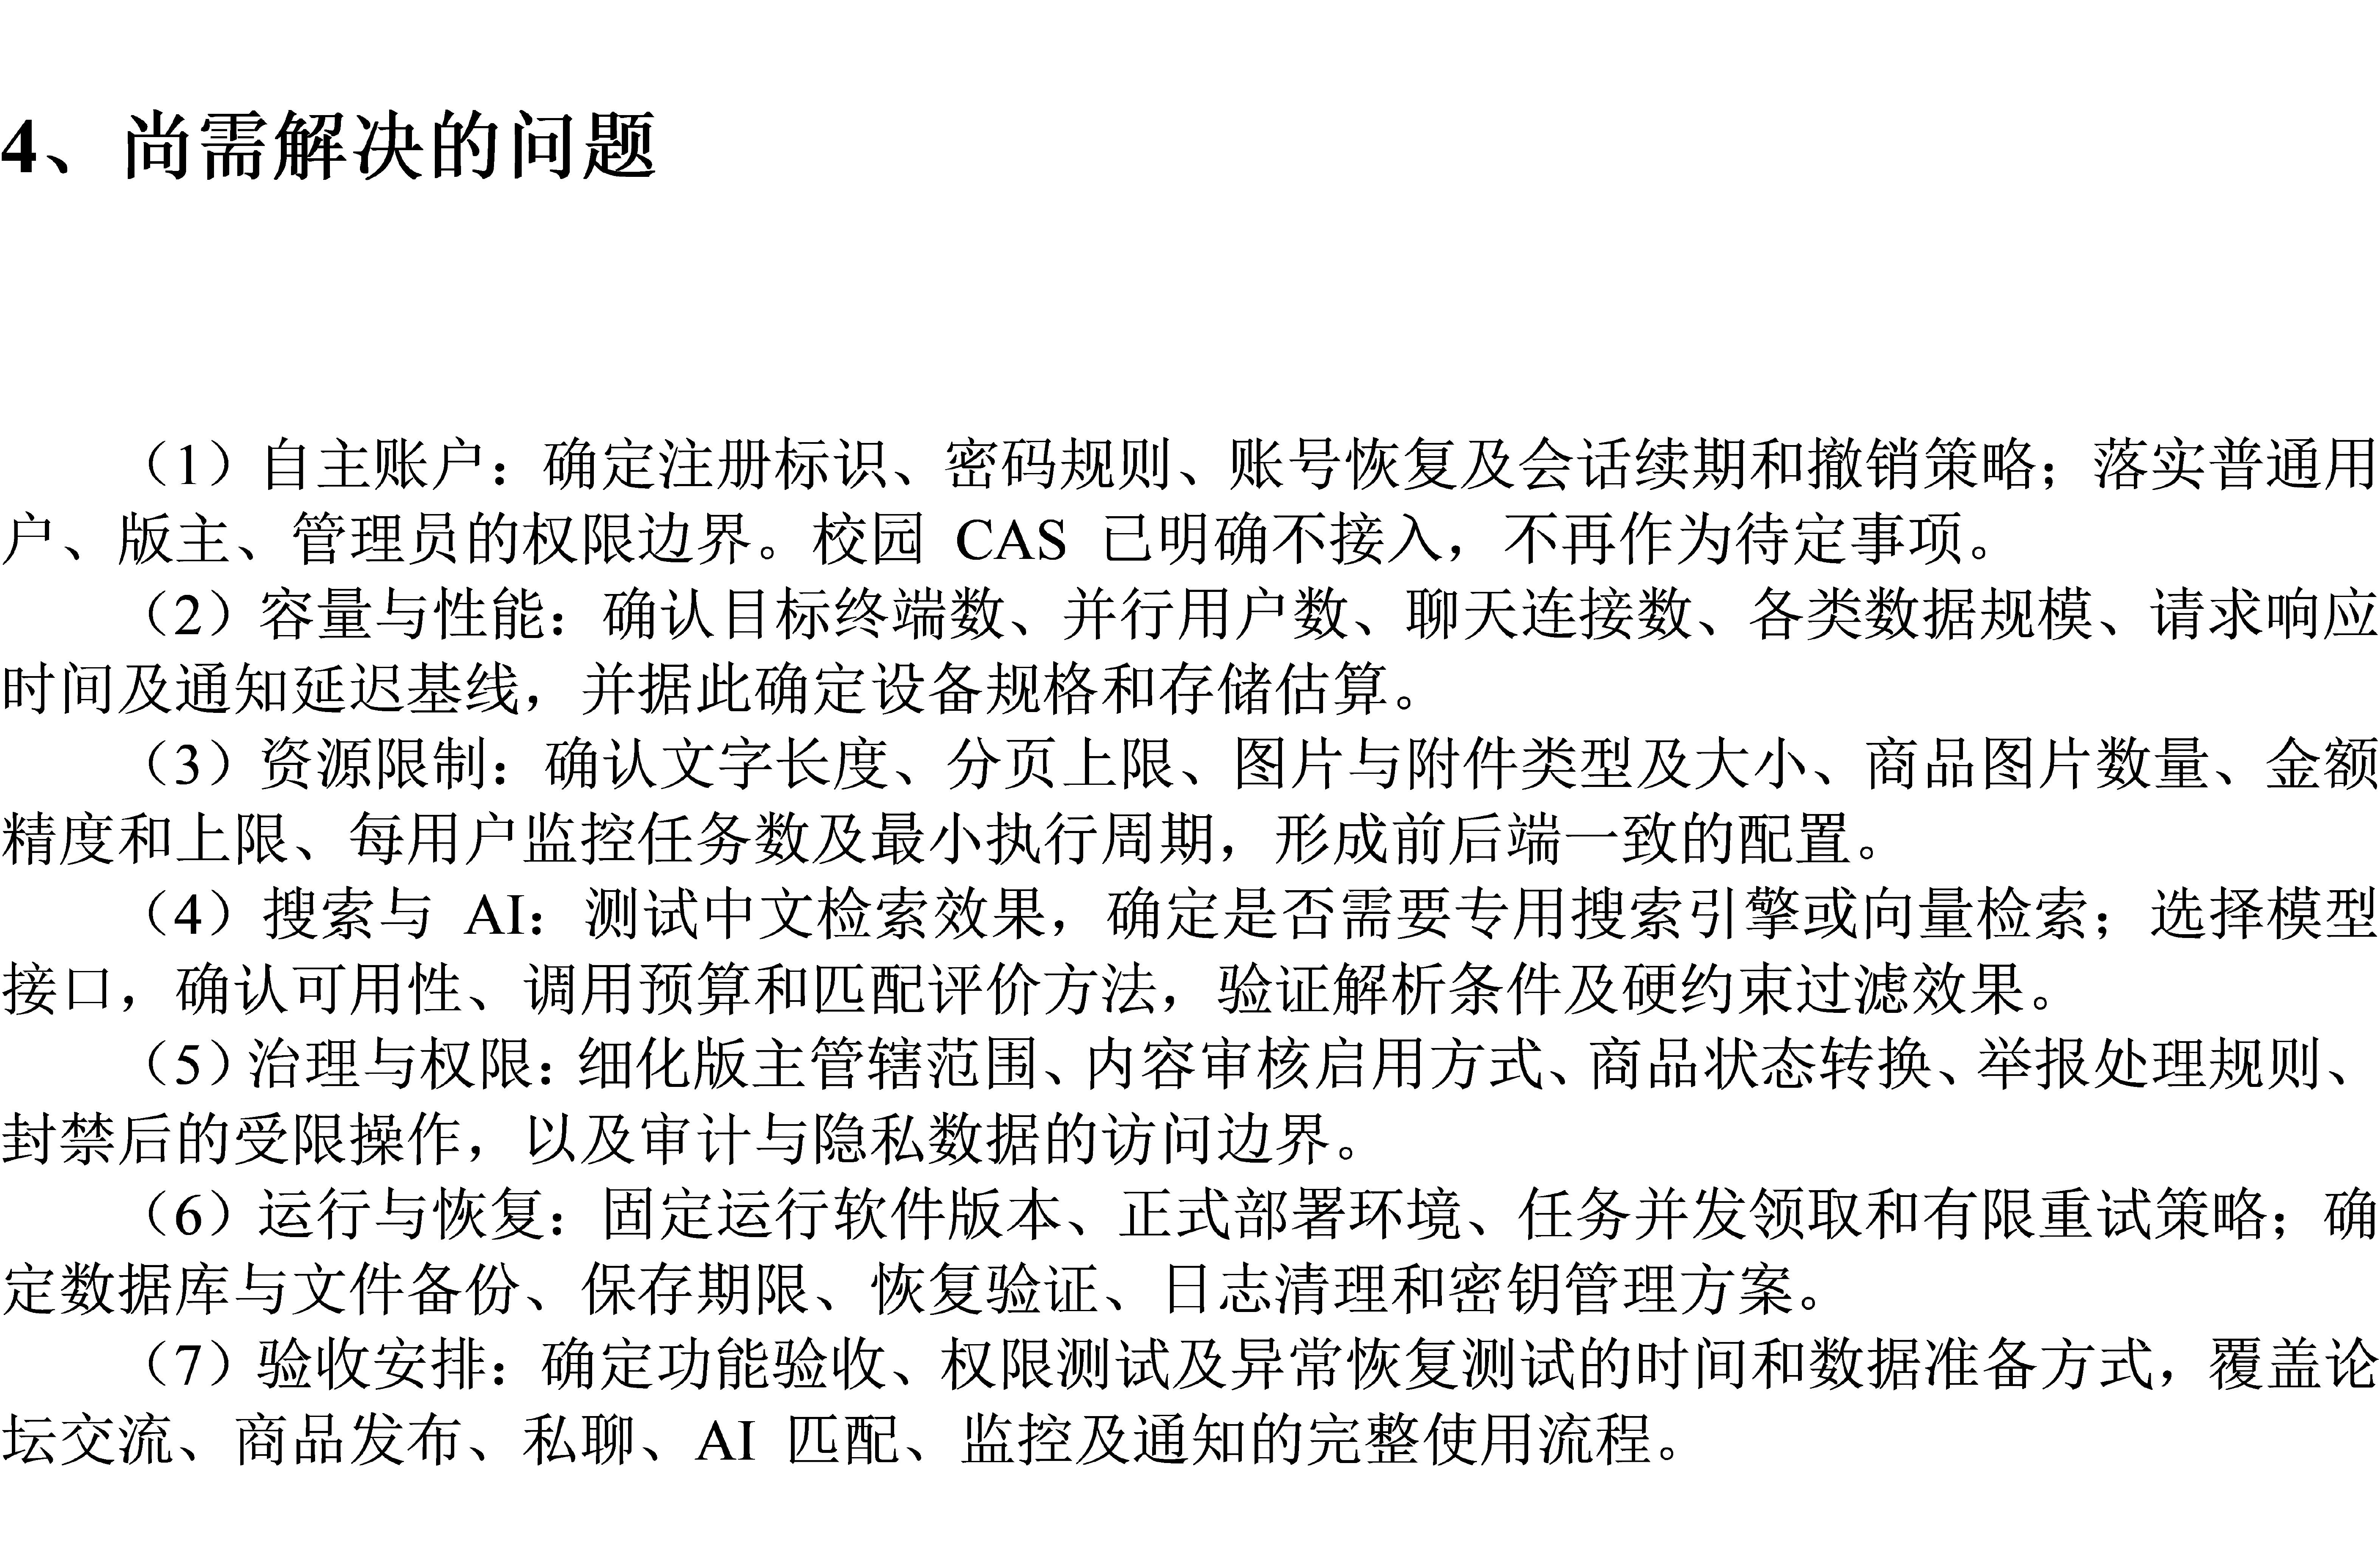 4、尚需解决的问题
（1）自主账户：确定注册标识、密码规则、账号恢复及会话续期和撤销策略；落实普通用
户、版主、管理员的权限边界。校园 CAS 已明确不接入，不再作为待定事项。
（2）容量与性能：确认目标终端数、并行用户数、聊天连接数、各类数据规模、请求响应
时间及通知延迟基线，并据此确定设备规格和存储估算。
（3）资源限制：确认文字长度、分页上限、图片与附件类型及大小、商品图片数量、金额
精度和上限、每用户监控任务数及最小执行周期，形成前后端一致的配置。
（4）搜索与 AI：测试中文检索效果，确定是否需要专用搜索引擎或向量检索；选择模型
接口，确认可用性、调用预算和匹配评价方法，验证解析条件及硬约束过滤效果。
（5）治理与权限：细化版主管辖范围、内容审核启用方式、商品状态转换、举报处理规则、
封禁后的受限操作，以及审计与隐私数据的访问边界。
（6）运行与恢复：固定运行软件版本、正式部署环境、任务并发领取和有限重试策略；确
定数据库与文件备份、保存期限、恢复验证、日志清理和密钥管理方案。
（7）验收安排：确定功能验收、权限测试及异常恢复测试的时间和数据准备方式，覆盖论
坛交流、商品发布、私聊、AI 匹配、监控及通知的完整使用流程。